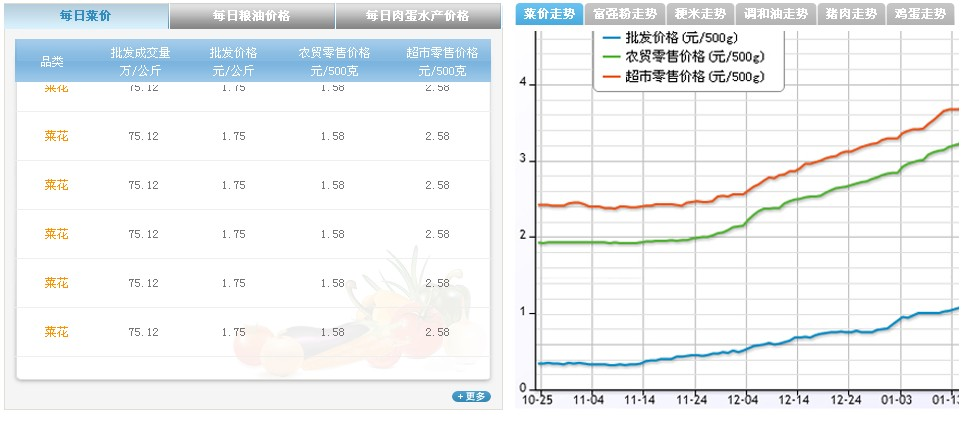 每日菜价 每日粮油价格 每日肉蛋水产价格
品类 批发成交量 万/公斤 批发价格 元/公斤 农贸零售价格 元/500克 超市零售价格 元/500克
菜花 75.12 1.75 1.58 2.58
菜花 75.12 1.75 1.58 2.58
菜花 75.12 1.75 1.58 2.58
菜花 75.12 1.75 1.58 2.58
菜花 75.12 1.75 1.58 2.58
菜花 75.12 1.75 1.58 2.58
+更多
菜价走势 富强粉走势 粳米走势 调和油走势 猪肉走势 鸡蛋走势
批发价格(元/500g)
农贸零售价格(元/500g)
超市零售价格(元/500g)
4
3
2
1
0
10-25 11-04 11-14 11-24 12-04 12-14 12-24 01-03 01-13